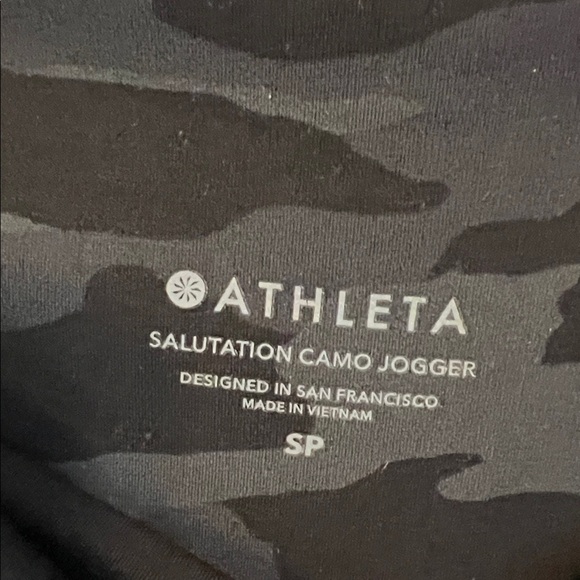 ATHLETA
SALUTATION CAMO JOGGER
DESIGNED IN SAN FRANCISCO
MADE IN VIETNAM
SP